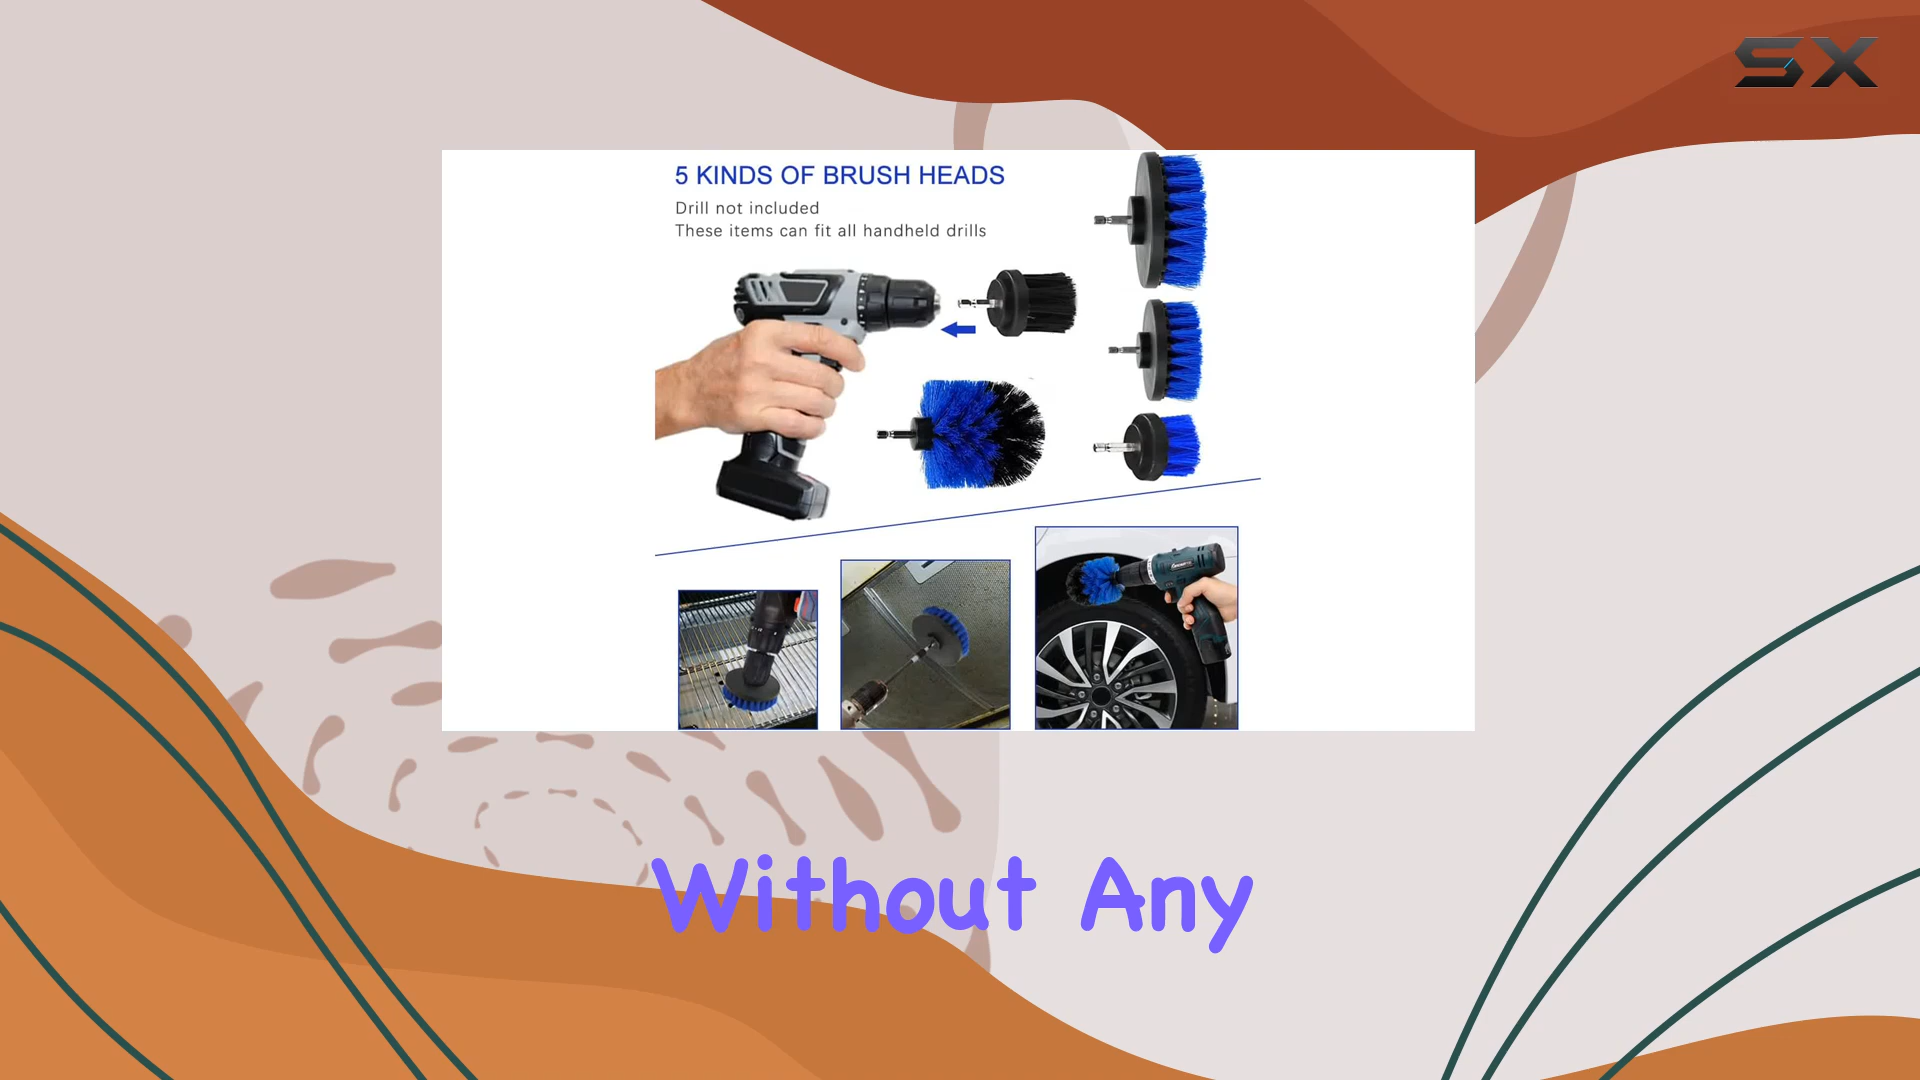 SX
5 KINDS OF BRUSH HEADS
Drill not included
These items can fit all handheld drills
Without Any